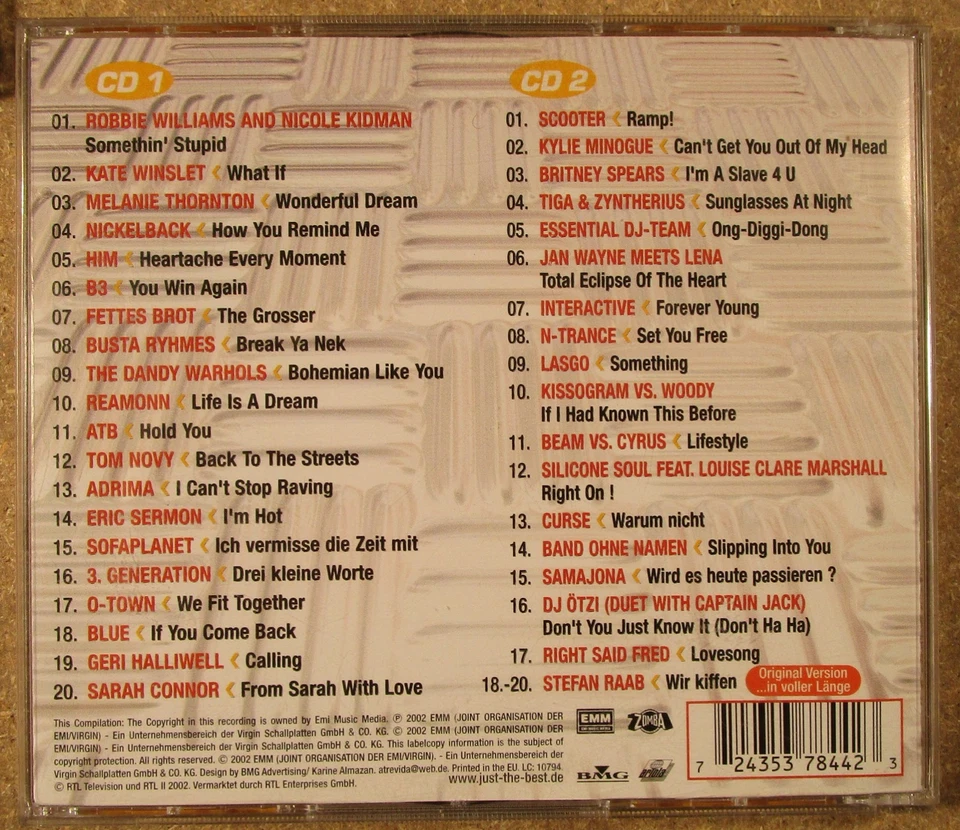 CD 1
01. ROBBIE WILLIAMS AND NICOLE KIDMAN
Somethin' Stupid
02. KATE WINSLET ‹ What If
03. MELANIE THORNTON ‹ Wonderful Dream
04. NICKELBACK ‹ How You Remind Me
05. HIM ‹ Heartache Every Moment
06. B3 ‹ You Win Again
07. FETTES BROT ‹ The Grosser
08. BUSTA RYHMES ‹ Break Ya Nek
09. THE DANDY WARHOLS ‹ Bohemian Like You
10. REAMONN ‹ Life Is A Dream
11. ATB ‹ Hold You
12. TOM NOVY ‹ Back To The Streets
13. ADRIMA ‹ I Can't Stop Raving
14. ERIC SERMON ‹ I'm Hot
15. SOFAPLANET ‹ Ich vermisse die Zeit mit
16. 3. GENERATION ‹ Drei kleine Worte
17. O-TOWN ‹ We Fit Together
18. BLUE ‹ If You Come Back
19. GERI HALLIWELL ‹ Calling
20. SARAH CONNOR ‹ From Sarah With Love
CD 2
01. SCOOTER ‹ Ramp!
02. KYLIE MINOGUE ‹ Can't Get You Out Of My Head
03. BRITNEY SPEARS ‹ I'm A Slave 4 U
04. TIGA & ZYNTHERIUS ‹ Sunglasses At Night
05. ESSENTIAL DJ-TEAM ‹ Ong-Diggi-Dong
06. JAN WAYNE MEETS LENA
Total Eclipse Of The Heart
07. INTERACTIVE ‹ Forever Young
08. N-TRANCE ‹ Set You Free
09. LASGO ‹ Something
10. KISSOGRAM VS. WOODY
If I Had Known This Before
11. BEAM VS. CYRUS ‹ Lifestyle
12. SILICONE SOUL FEAT. LOUISE CLARE MARSHALL
Right On !
13. CURSE ‹ Warum nicht
14. BAND OHNE NAMEN ‹ Slipping Into You
15. SAMAJONA ‹ Wird es heute passieren ?
16. DJ ÖTZI (DUET WITH CAPTAIN JACK)
Don't You Just Know It (Don't Ha Ha)
17. RIGHT SAID FRED ‹ Lovesong
18.-20. STEFAN RAAB ‹ Wir kiffen
Original Version
...in voller Länge
This Compilation: The Copyright in this recording is owned by Emi Music Media. ℗ 2002 EMM (JOINT ORGANISATION DER
EMI/VIRGIN) - Ein Unternehmensbereich der Virgin Schallplatten GmbH & CO. KG. © 2002 EMM (JOINT ORGANISATION DER
EMI/VIRGIN) - Ein Unternehmensbereich der Virgin Schallplatten GmbH & CO. KG. This labelcopy information is the subject of
copyright protection. All rights reserved. © 2002 EMM (JOINT ORGANISATION DER EMI/VIRGIN). - Ein Unternehmensbereich der
Virgin Schallplatten GmbH & CO. KG. Design by BMG Advertising/ Karine Almazan. atrevida@web.de. Printed in the EU. LC: 10794.
© RTL Television und RTL II 2002. Vermarktet durch RTL Enterprises GmbH.
www.just-the-best.de
EMM
ZOMBA
BMG
7 24353 78442 3